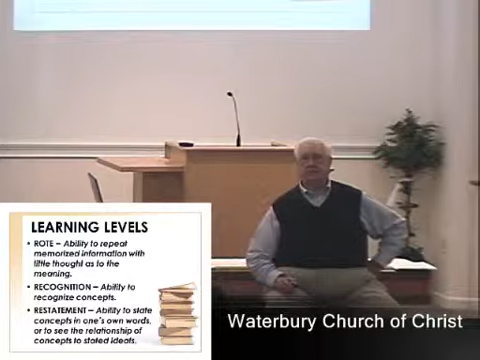 LEARNING LEVELS
• ROTE – Ability to repeat
memorized information with
little thought as to the
meaning.
• RECOGNITION – Ability to
recognize concepts.
• RESTATEMENT – Ability to state
concepts in one's own words,
or to see the relationship of
concepts to stated ideals.
Waterbury Church of Christ